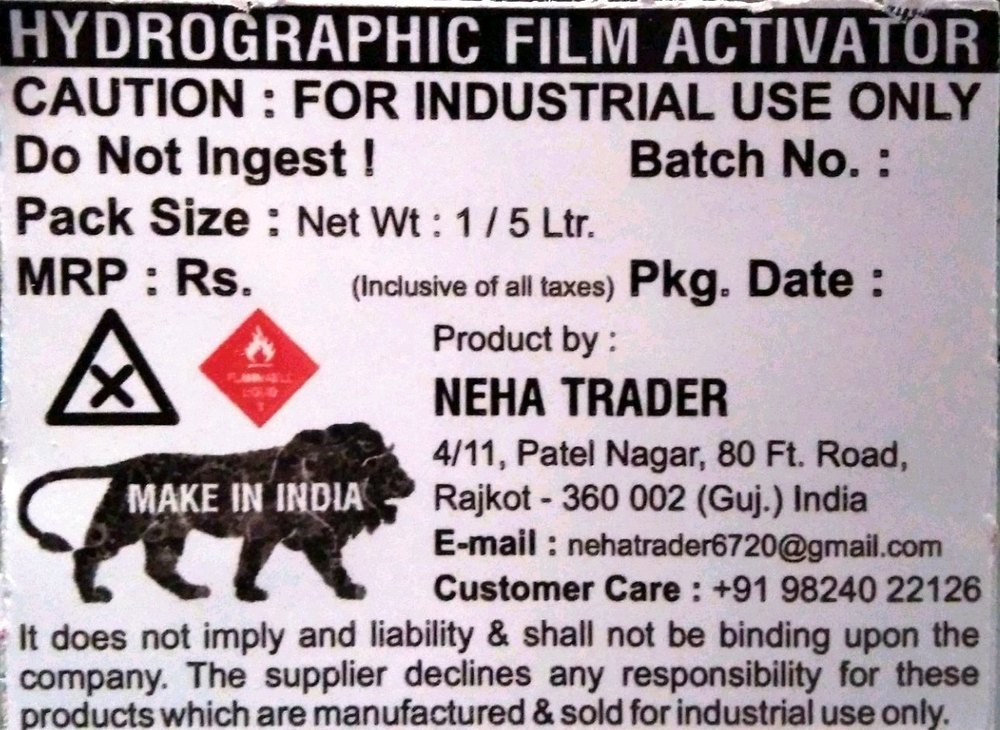 HYDROGRAPHIC FILM ACTIVATOR
CAUTION : FOR INDUSTRIAL USE ONLY
Do Not Ingest ! Batch No. :
Pack Size : Net Wt : 1 / 5 Ltr.
MRP : Rs. (Inclusive of all taxes) Pkg. Date :
FLAMMABLE
LIQUID
Product by :
NEHA TRADER
4/11, Patel Nagar, 80 Ft. Road,
Rajkot - 360 002 (Guj.) India
E-mail : nehatrader6720@gmail.com
Customer Care : +91 98240 22126
MAKE IN INDIA
It does not imply and liability & shall not be binding upon the
company. The supplier declines any responsibility for these
products which are manufactured & sold for industrial use only.